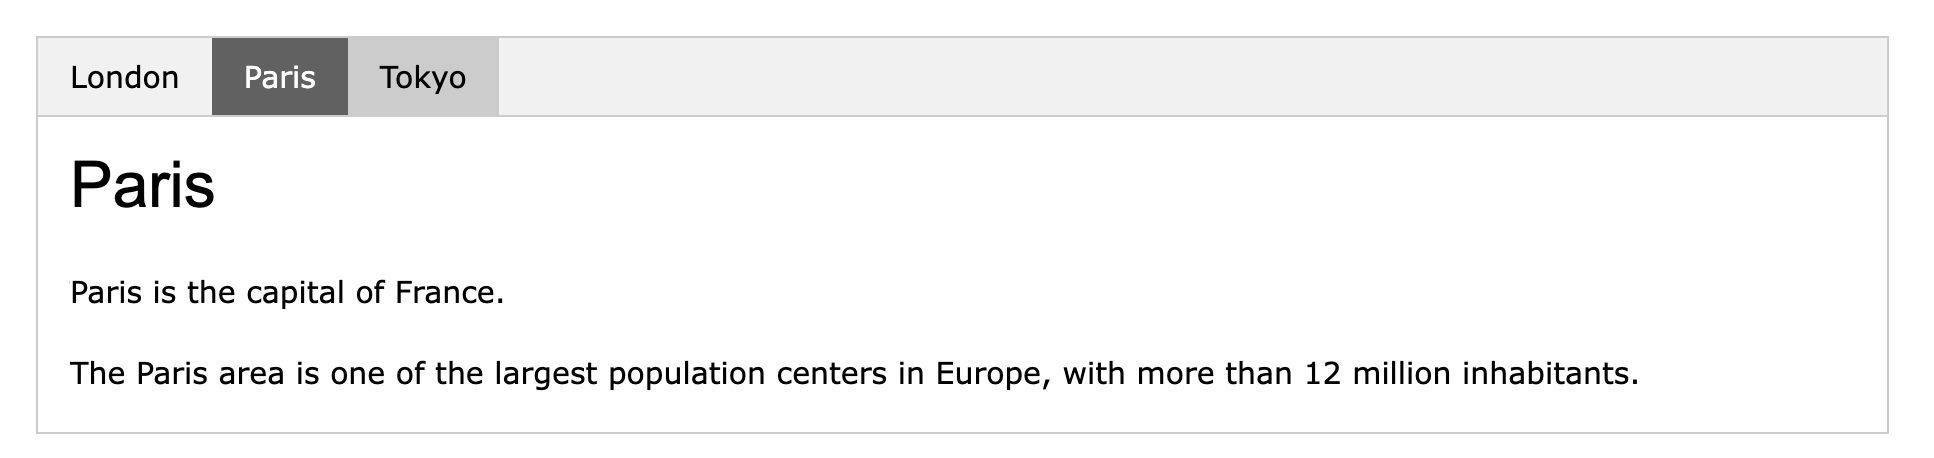 London Paris Tokyo
Paris
Paris is the capital of France.
The Paris area is one of the largest population centers in Europe, with more than 12 million inhabitants.